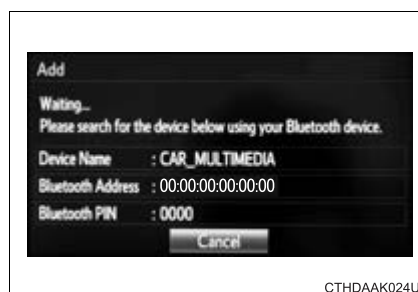 Add
Waiting...
Please search for the device below using your Bluetooth device.
Device Name : CAR_MULTIMEDIA
Bluetooth Address : 00:00:00:00:00:00
Bluetooth PIN : 0000
Cancel
CTHDAAK024U